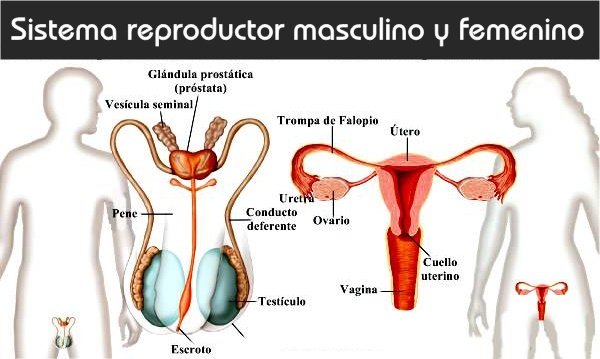 Sistema reproductor masculino y femenino
Glándula prostática
(próstata)
Vesícula seminal
Pene
Conducto
deferente
Testículo
Escroto
Trompa de Falopio
Útero
Uretra
Ovario
Cuello
uterino
Vagina